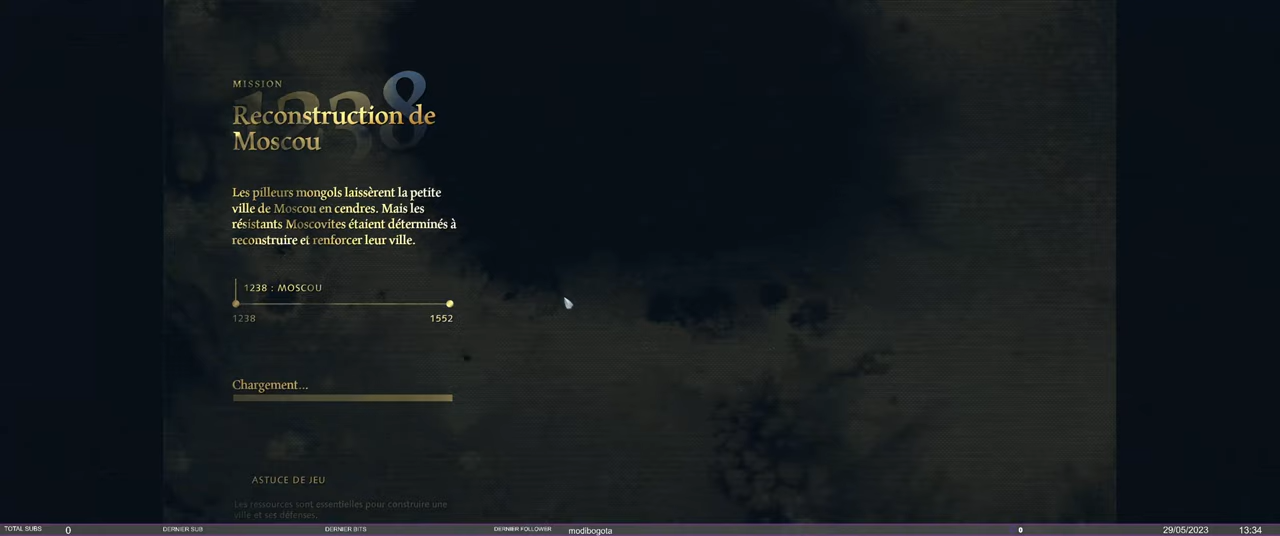 MISSION
1238
Reconstruction de
Moscou
Les pilleurs mongols laissèrent la petite
ville de Moscou en cendres. Mais les
résistants Moscovites étaient déterminés à
reconstruire et renforcer leur ville.
1238 : MOSCOU
1238 1552
Chargement...
ASTUCE DE JEU
Les ressources sont essentielles pour construire une
ville et ses défenses.
TOTAL SUBS 0 DERNIER SUB DERNIER BITS DERNIER FOLLOWER modibogota 0 29/05/2023 13:34